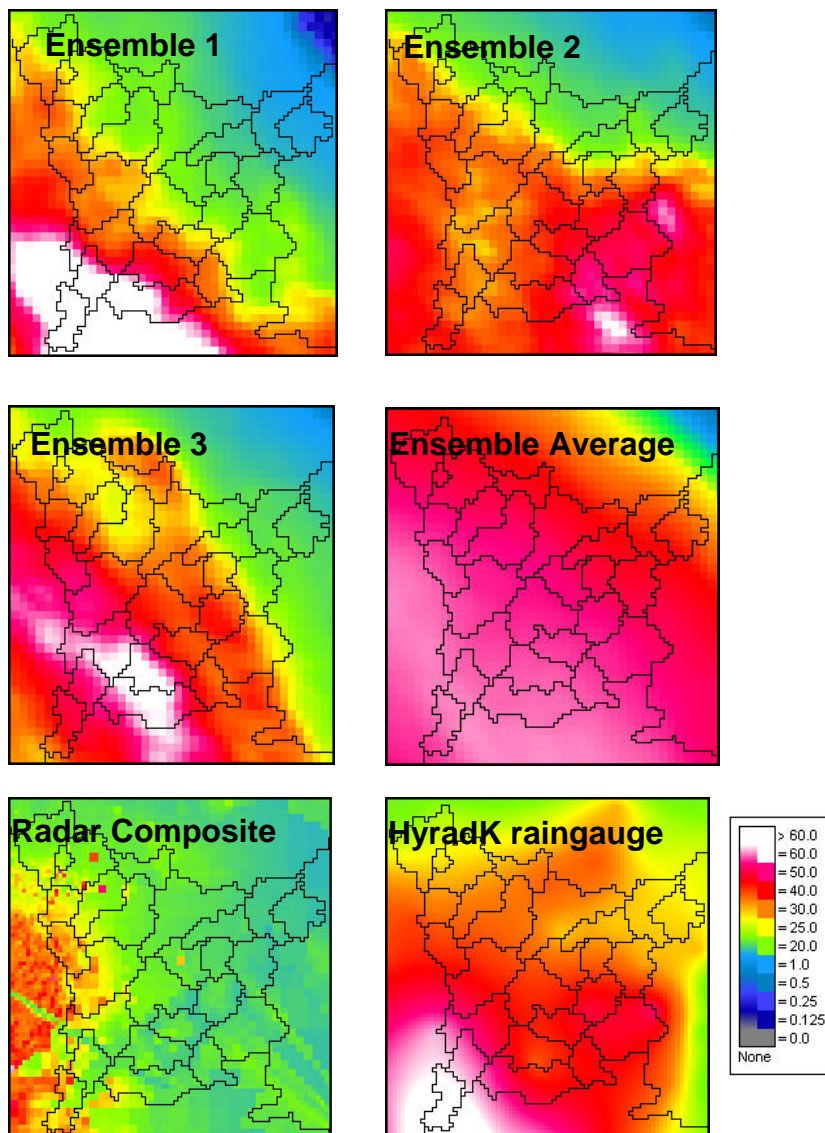 Ensemble 1
Ensemble 2
Ensemble 3
Ensemble Average
Radar Composite
HyradK raingauge
> 60.0
= 60.0
= 50.0
= 40.0
= 30.0
= 25.0
= 20.0
= 1.0
= 0.5
= 0.25
= 0.125
= 0.0
None